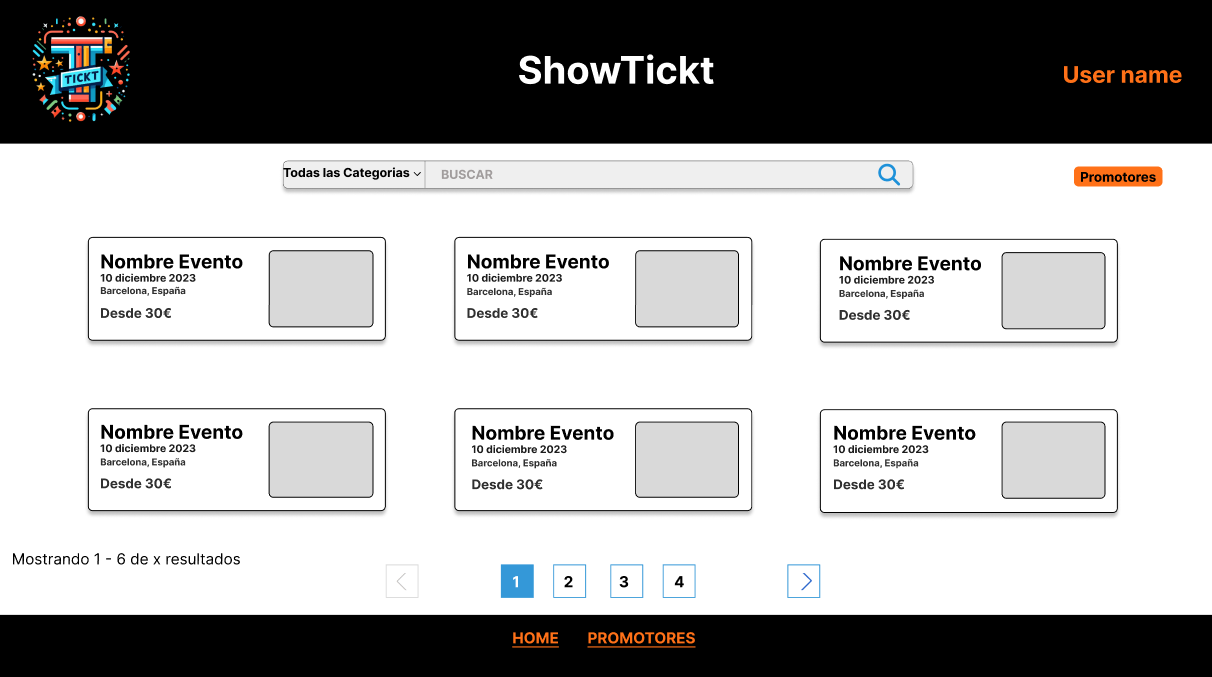 TICKT
ShowTickt
User name
Todas las Categorias
BUSCAR
Promotores
Nombre Evento
10 diciembre 2023
Barcelona, España
Desde 30€
Nombre Evento
10 diciembre 2023
Barcelona, España
Desde 30€
Nombre Evento
10 diciembre 2023
Barcelona, España
Desde 30€
Nombre Evento
10 diciembre 2023
Barcelona, España
Desde 30€
Nombre Evento
10 diciembre 2023
Barcelona, España
Desde 30€
Nombre Evento
10 diciembre 2023
Barcelona, España
Desde 30€
Mostrando 1 - 6 de x resultados
1 2 3 4
HOME PROMOTORES